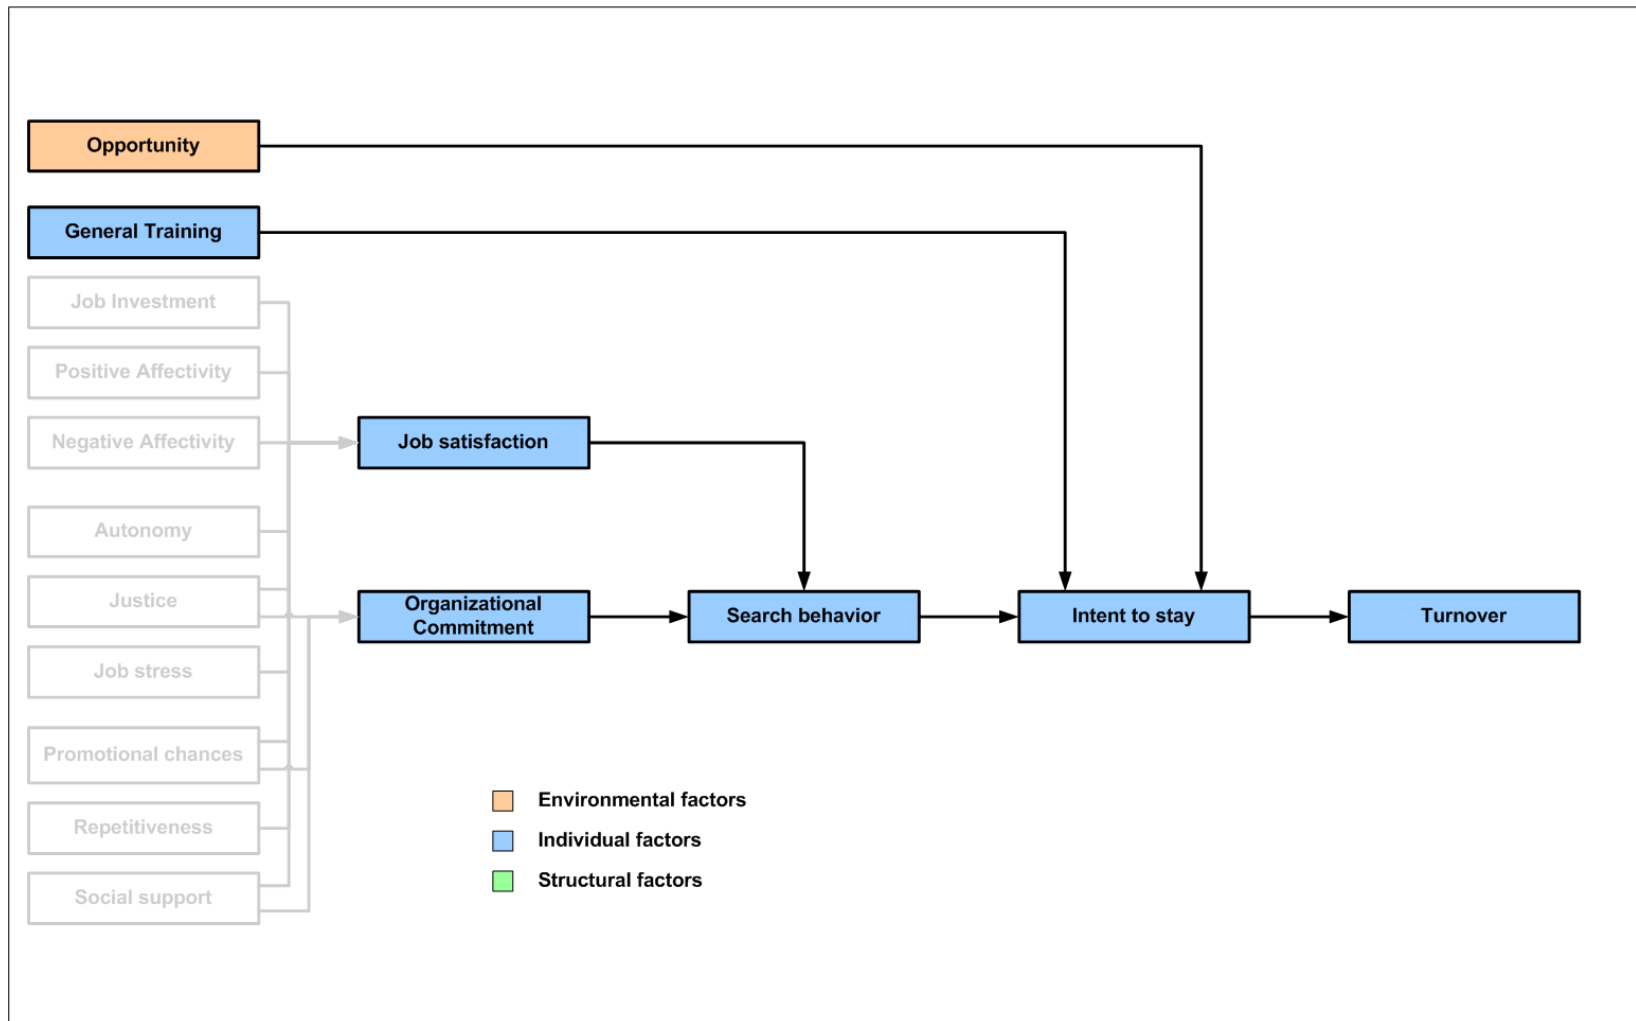 Opportunity
General Training
Job Investment
Positive Affectivity
Negative Affectivity
Job satisfaction
Autonomy
Justice
Organizational
Commitment
Search behavior
Intent to stay
Turnover
Job stress
Promotional chances
Repetitiveness
Social support
Environmental factors
Individual factors
Structural factors